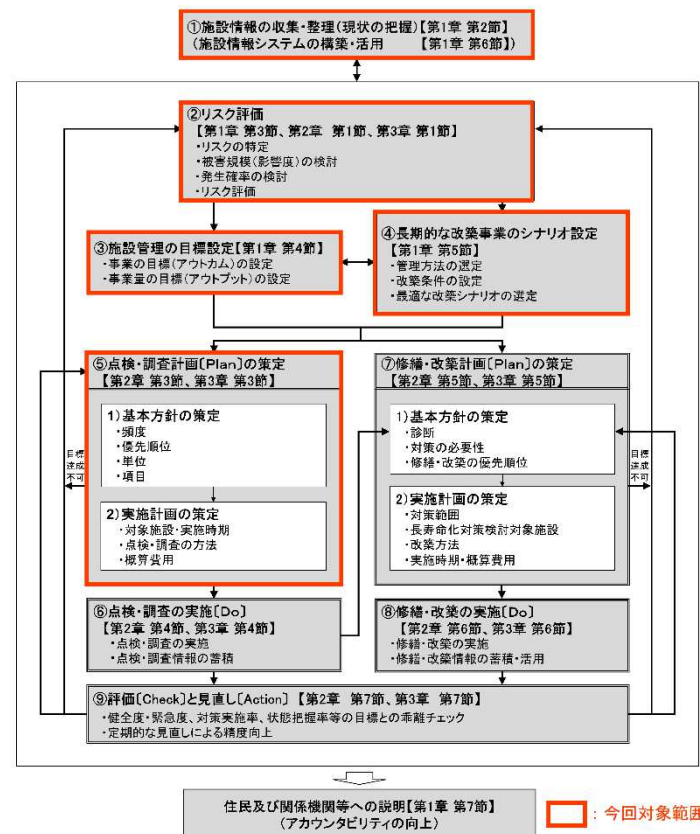 ①施設情報の収集・整理(現状の把握)【第1章 第2節】
(施設情報システムの構築・活用　【第1章 第6節】)
②リスク評価
【第1章 第3節、第2章 第1節、第3章 第1節】
・リスクの特定
・被害規模(影響度)の検討
・発生確率の検討
・リスク評価
③施設管理の目標設定【第1章 第4節】
・事業の目標(アウトカム)の設定
・事業量の目標(アウトプット)の設定
④長期的な改築事業のシナリオ設定
【第1章 第5節】
・管理方法の選定
・改築条件の設定
・最適な改築シナリオの選定
⑤点検・調査計画〔Plan〕の策定
【第2章 第3節、第3章 第3節】
1)基本方針の策定
・頻度
・優先順位
・単位
・項目
2)実施計画の策定
・対象施設・実施時期
・点検・調査の方法
・概算費用
目標
達成
不可
⑦修繕・改築計画〔Plan〕の策定
【第2章 第5節、第3章 第5節】
1)基本方針の策定
・診断
・対策の必要性
・修繕・改築の優先順位
2)実施計画の策定
・対策範囲
・長寿命化対策検討対象施設
・改築方法
・実施時期・概算費用
目標
達成
不可
⑥点検・調査の実施〔Do〕
【第2章 第4節、第3章 第4節】
・点検・調査の実施
・点検・調査情報の蓄積
⑧修繕・改築の実施〔Do〕
【第2章 第6節、第3章 第6節】
・修繕・改築の実施
・修繕・改築情報の蓄積・活用
⑨評価〔Check〕と見直し〔Action〕【第2章 第7節、第3章 第7節】
・健全度・緊急度、対策実施率、状態把握率等の目標との乖離チェック
・定期的な見直しによる精度向上
住民及び関係機関等への説明【第1章 第7節】
(アカウンタビリティの向上)
：今回対象範囲